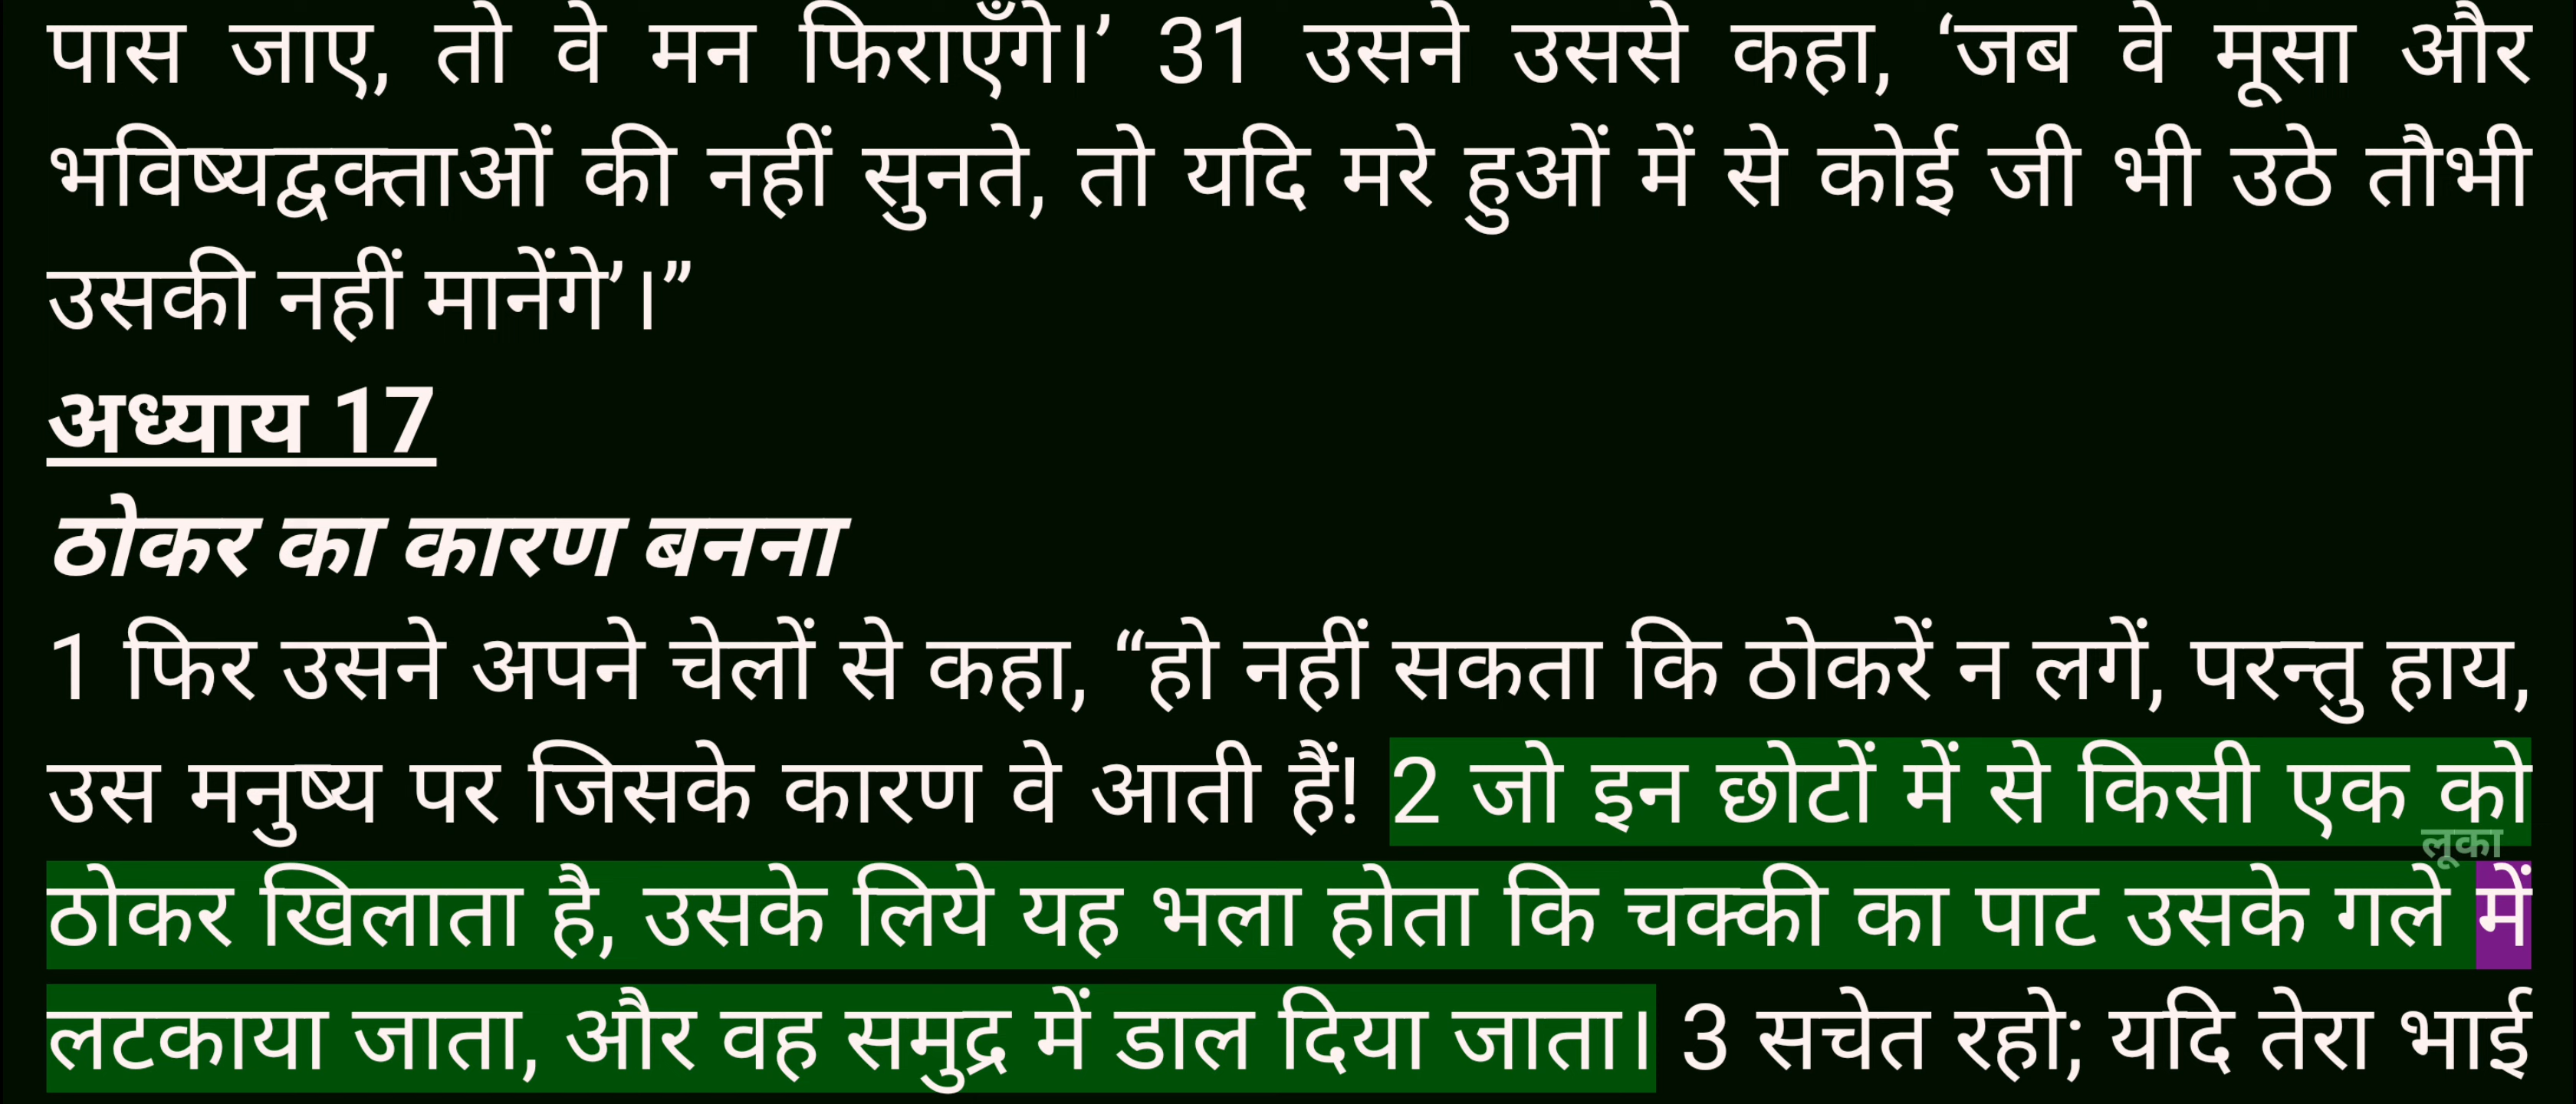 पास जाए, तो वे मन फिराएँगे।’ 31 उसने उससे कहा, ‘जब वे मूसा और
भविष्यद्वक्ताओं की नहीं सुनते, तो यदि मरे हुओं में से कोई जी भी उठे तौभी
उसकी नहीं मानेंगे’।”
अध्याय 17
ठोकर का कारण बनना
1 फिर उसने अपने चेलों से कहा, “हो नहीं सकता कि ठोकरें न लगें, परन्तु हाय,
उस मनुष्य पर जिसके कारण वे आती हैं! 2 जो इन छोटों में से किसी एक को
लूका
ठोकर खिलाता है, उसके लिये यह भला होता कि चक्की का पाट उसके गले में
लटकाया जाता, और वह समुद्र में डाल दिया जाता। 3 सचेत रहो; यदि तेरा भाई